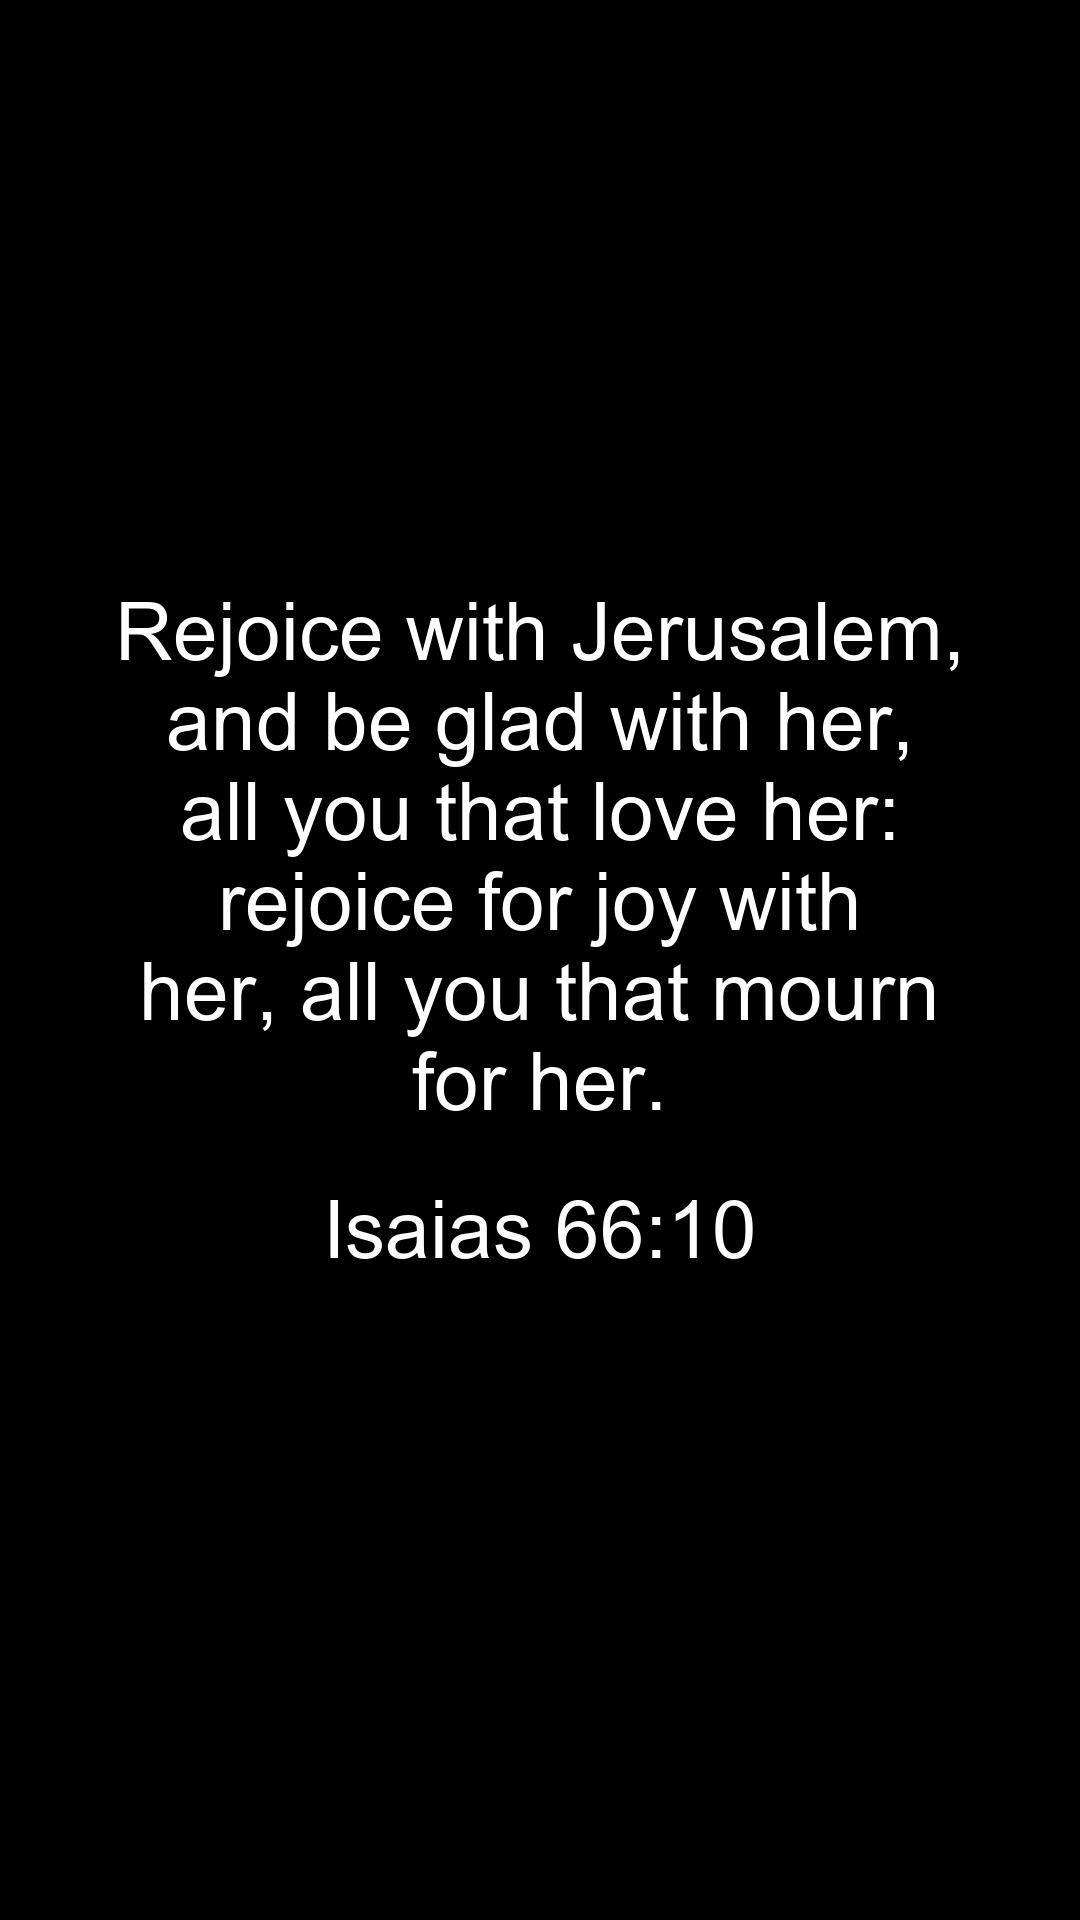 Rejoice with Jerusalem,
and be glad with her,
all you that love her:
rejoice for joy with
her, all you that mourn
for her.
Isaias 66:10